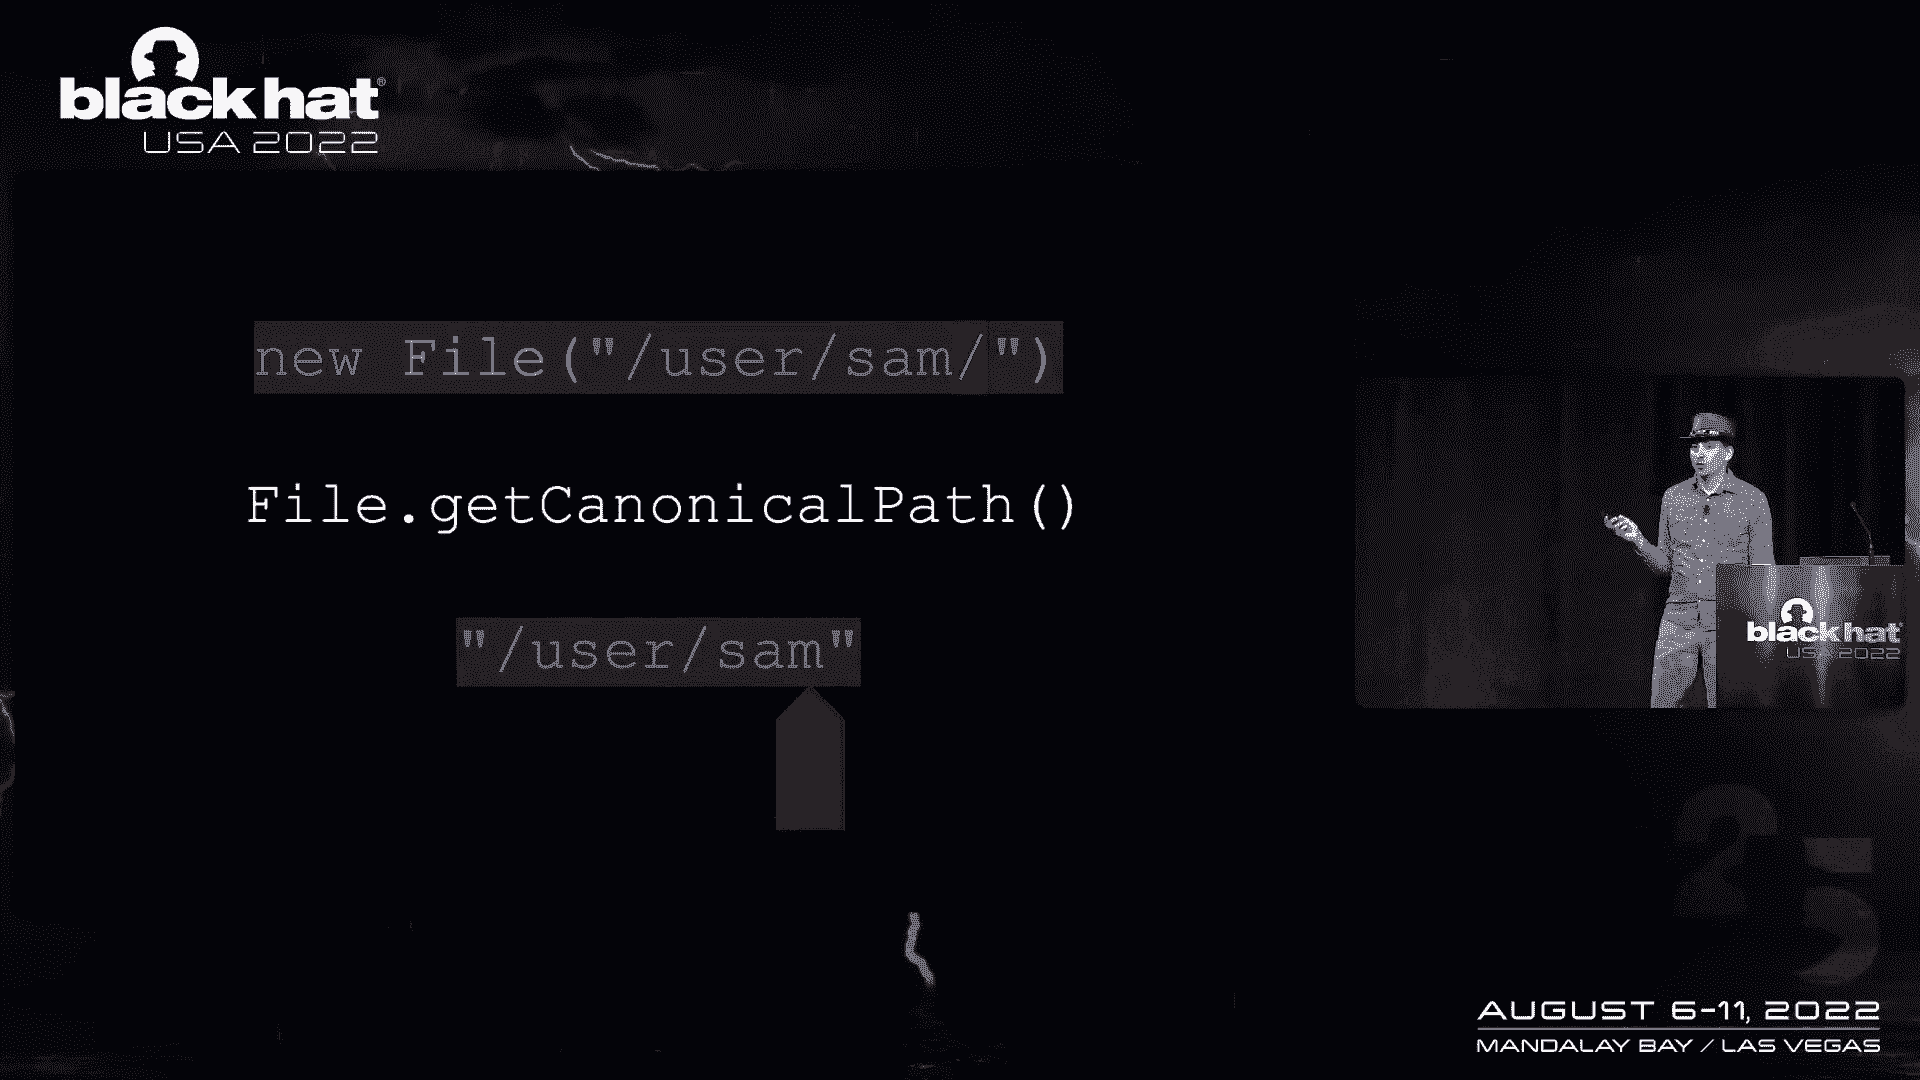 black hat®
USA 2022
new File("/user/sam/")
File.getCanonicalPath()
"/user/sam"
black hat
USA 2022
25
AUGUST 6-11, 2022
MANDALAY BAY / LAS VEGAS